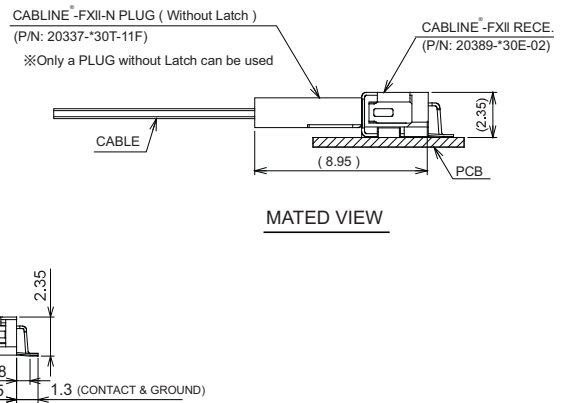 CABLINE®-FXII-N PLUG ( Without Latch )
(P/N: 20337-*30T-11F)
※Only a PLUG without Latch can be used
CABLINE®-FXII RECE.
(P/N: 20389-*30E-02)
(2.35)
CABLE
( 8.95 )
PCB
MATED VIEW
2.35
1.3 (CONTACT & GROUND)